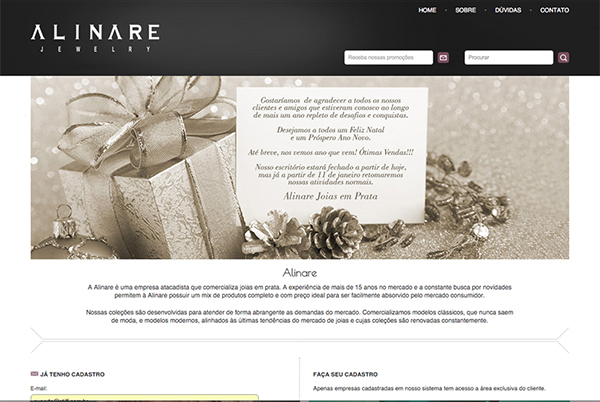 HOME - SOBRE - DÚVIDAS - CONTATO
ALINARE
JEWELRY
Receba nossas promoções
Procurar
Gostaríamos de agradecer a todos os nossos
clientes e amigos que estiveram conosco ao longo
de mais um ano repleto de desafios e conquistas.
Desejamos a todos um Feliz Natal
e um Próspero Ano Novo.
Até breve, nos vemos ano que vem! Ótimas Vendas!!!
Nosso escritório estará fechado a partir de hoje,
mas já a partir de 11 de janeiro retomaremos
nossas atividades normais.
Alinare Joias em Prata
Alinare
A Alinare é uma empresa atacadista que comercializa joias em prata. A experiência de mais de 15 anos no mercado e a constante busca por novidades
permitem à Alinare possuir um mix de produtos completo e com preço ideal para ser facilmente absorvido pelo mercado consumidor.
Nossas coleções são desenvolvidas para atender de forma abrangente as demandas do mercado. Comercializamos modelos clássicos, que nunca saem
de moda, e modelos modernos, alinhados às últimas tendências do mercado de joias e cujas coleções são renovadas constantemente.
JÁ TENHO CADASTRO
E-mail:
FAÇA SEU CADASTRO
Apenas empresas cadastradas em nosso sistema tem acesso a área exclusiva do cliente.